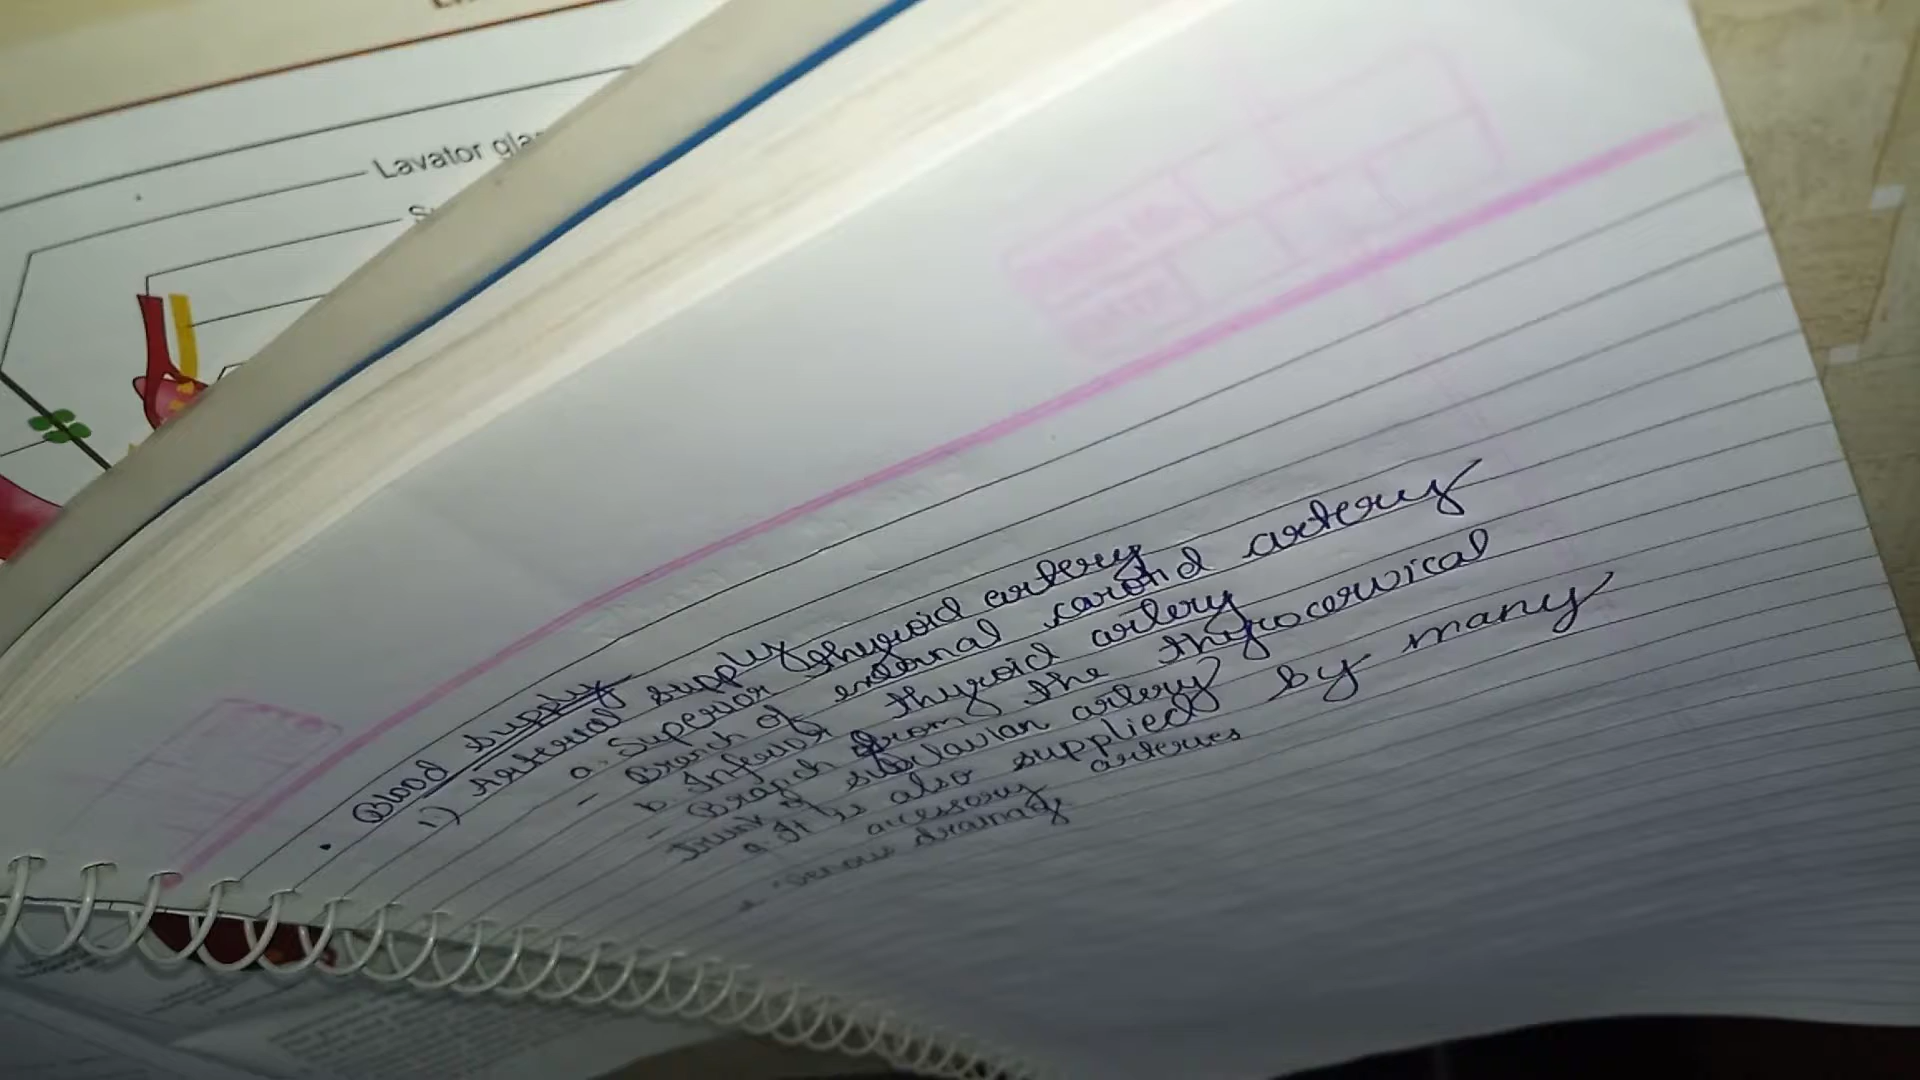 Lavator gla
• Blood supply
1) Arterial supply
a. Superior thyroid artery
- Branch of external carotid artery
b. Inferior thyroid artery
- Branch from the thyrocervical
trunk of subclavian artery
It is also supplied by many
accessory arteries
drainage